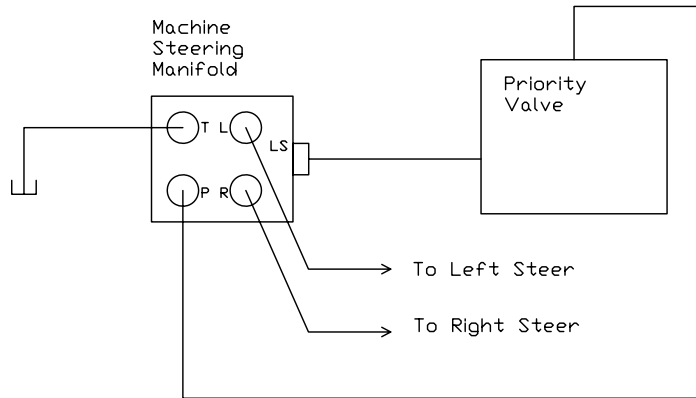 Machine
Steering
Manifold
Priority
Valve
T L
LS
P R
To Left Steer
To Right Steer